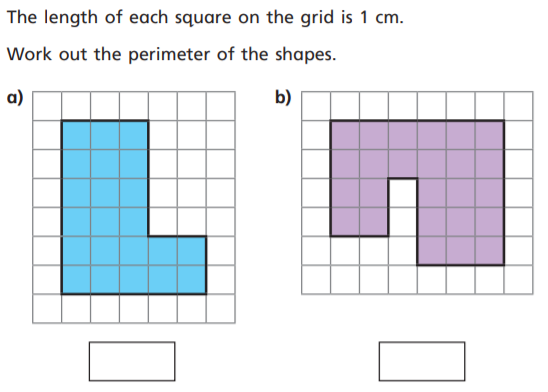 The length of each square on the grid is 1 cm.
Work out the perimeter of the shapes.
a)
b)